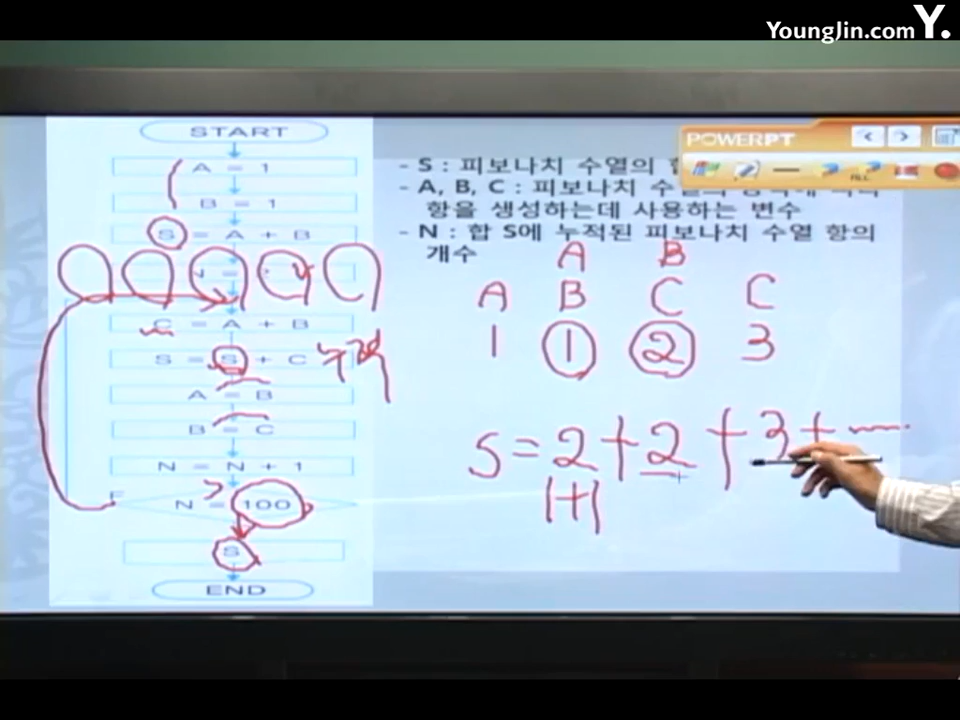 YoungJin.com Y.
POWERPT
START
A = 1
B = 1
S = A + B
N =
C = A + B
S = S + C 누적
A = B
B = C
N = N + 1
F
N > 100
S
END
- S : 피보나치 수열의
- A, B, C : 피보나치
항을 생성하는데 사용하는 변수
- N : 합 S에 누적된 피보나치 수열 항의
개수
A B
A B C C
1 1 2 3
S = 2 + 2 + 3 +
1+1